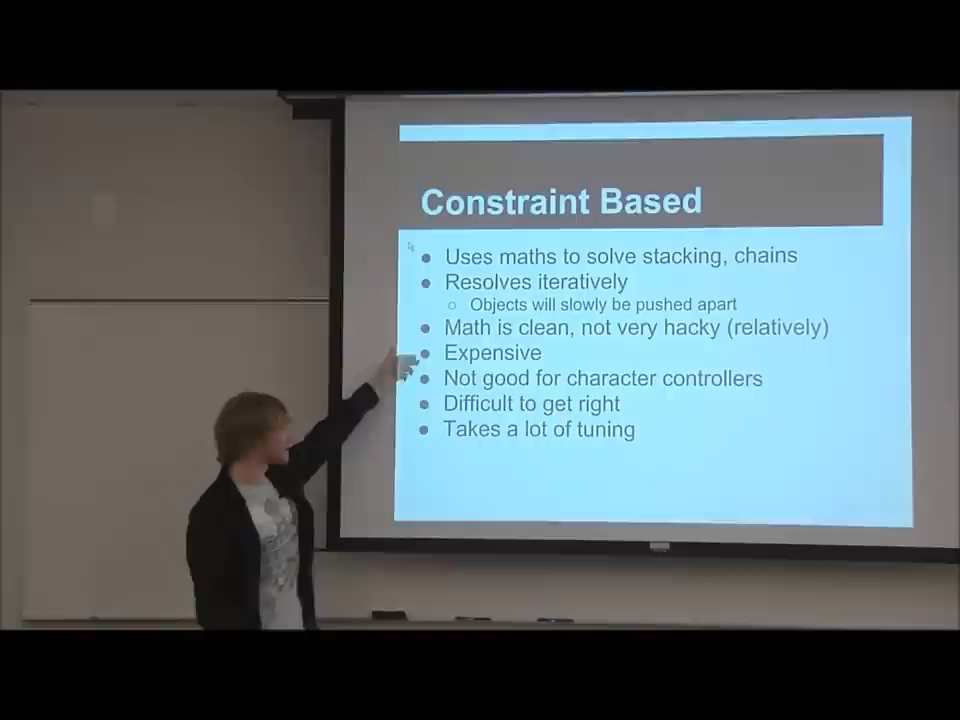 Constraint Based
● Uses maths to solve stacking, chains
● Resolves iteratively
○ Objects will slowly be pushed apart
● Math is clean, not very hacky (relatively)
● Expensive
● Not good for character controllers
● Difficult to get right
● Takes a lot of tuning